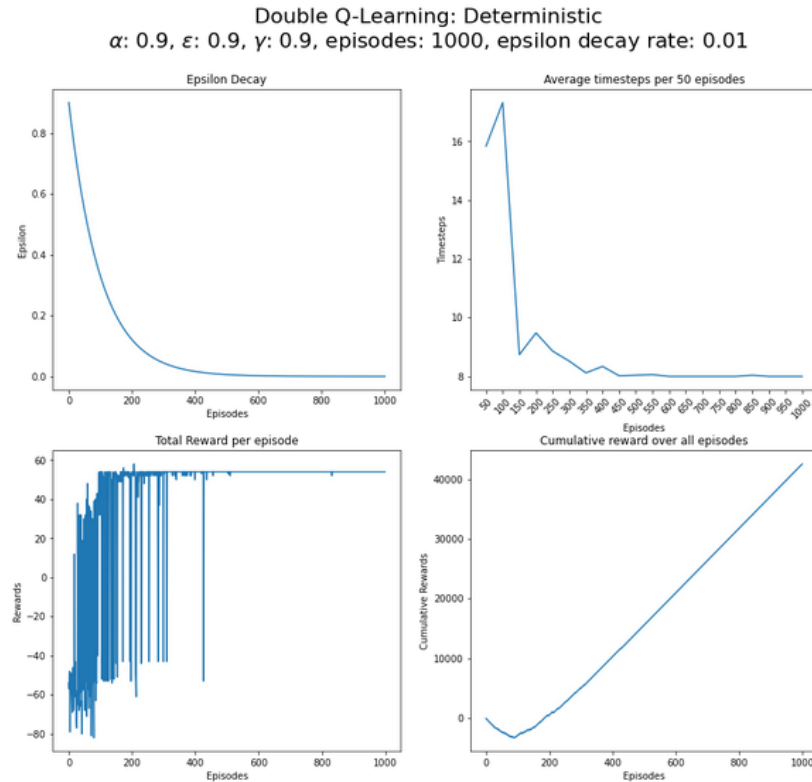 Double Q-Learning: Deterministic
α: 0.9, ε: 0.9, γ: 0.9, episodes: 1000, epsilon decay rate: 0.01
Epsilon Decay
Epsilon
0.8
0.6
0.4
0.2
0.0
0 200 400 600 800 1000
Episodes
Average timesteps per 50 episodes
Timesteps
16
14
12
10
8
50 100 150 200 250 300 350 400 450 500 550 600 650 700 750 800 850 900 950 1000
Episodes
Total Reward per episode
Rewards
60
40
20
0
−20
−40
−60
−80
0 200 400 600 800 1000
Episodes
Cumulative reward over all episodes
Cumulative Rewards
40000
30000
20000
10000
0
0 200 400 600 800 1000
Episodes